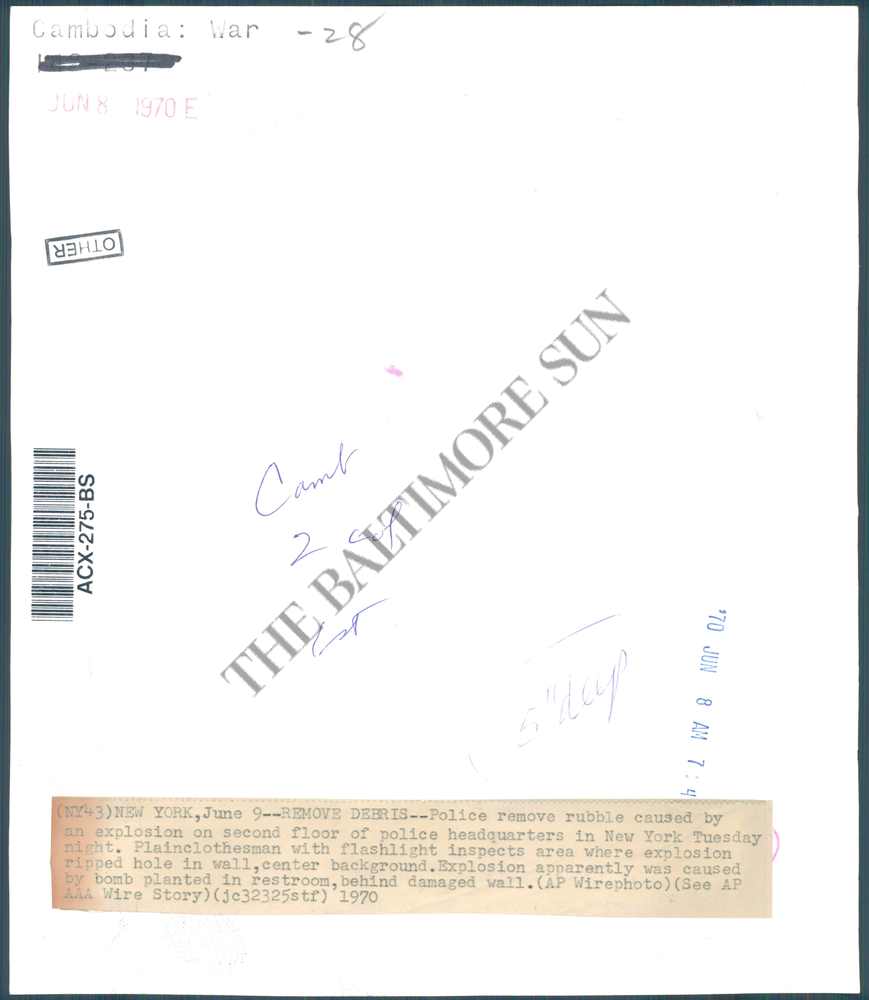 Cambodia: War -28
JUN 8 1970 E
OTHER
THE BALTIMORE SUN
Camb
2 col
1st
ACX-275-BS
5" deep
'70 JUN 8 AM 7:4
(NY43)NEW YORK,June 9--REMOVE DEBRIS--Police remove rubble caused by
an explosion on second floor of police headquarters in New York Tuesday
night. Plainclothesman with flashlight inspects area where explosion
ripped hole in wall,center background.Explosion apparently was caused
by bomb planted in restroom,behind damaged wall.(AP Wirephoto)(See AP
AAA Wire Story)(jc32325stf) 1970